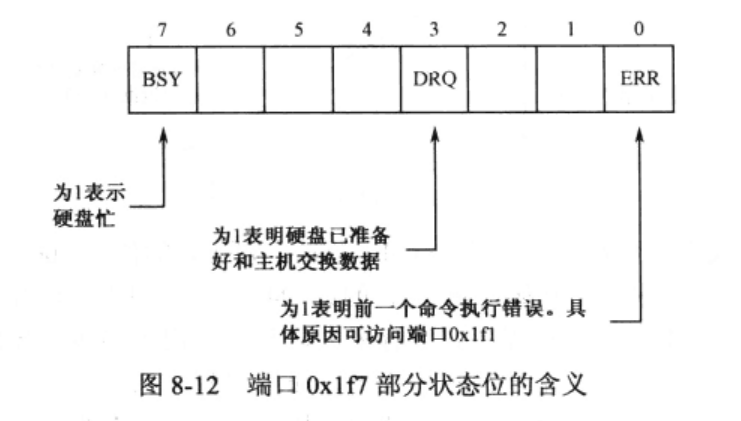 7 6 5 4 3 2 1 0
BSY DRQ ERR
为1表示
硬盘忙
为1表明硬盘已准备
好和主机交换数据
为1表明前一个命令执行错误。具
体原因可访问端口0x1f1
图 8-12 端口 0x1f7 部分状态位的含义